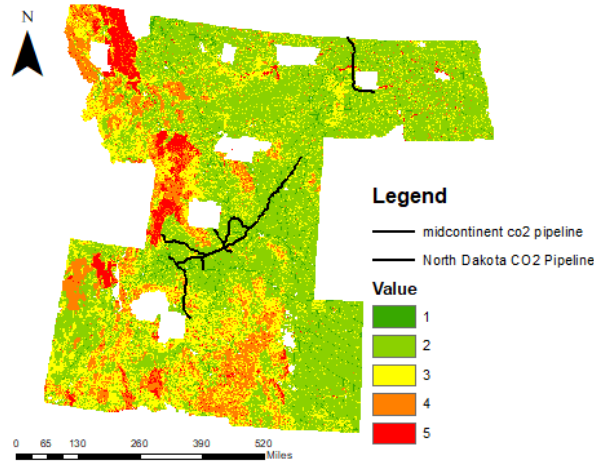 N
Legend
midcontinent co2 pipeline
North Dakota CO2 Pipeline
Value
1
2
3
4
5
0 65 130 260 390 520
Miles